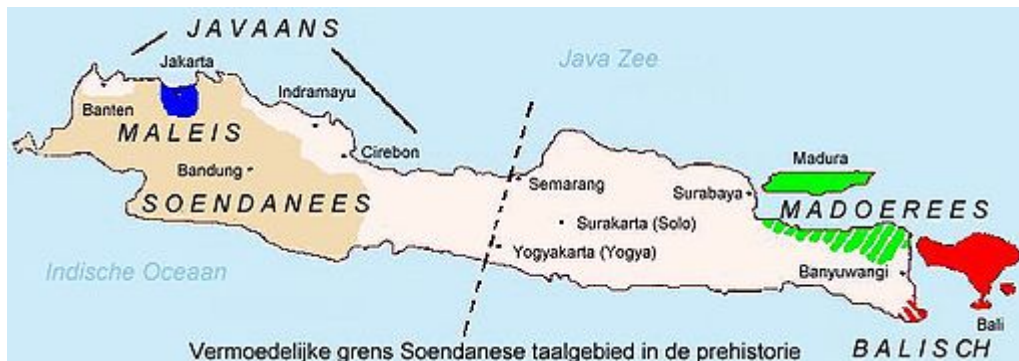 JAVAANS
Jakarta
Java Zee
Indramayu
Banten
MALEIS
Cirebon
Bandung
Madura
Semarang
Surabaya
SOENDANEES
MADOEREES
Surakarta (Solo)
Yogyakarta (Yogya)
Indische Oceaan
Banyuwangi
Bali
Vermoedelijke grens Soendanese taalgebied in de prehistorie
BALISCH